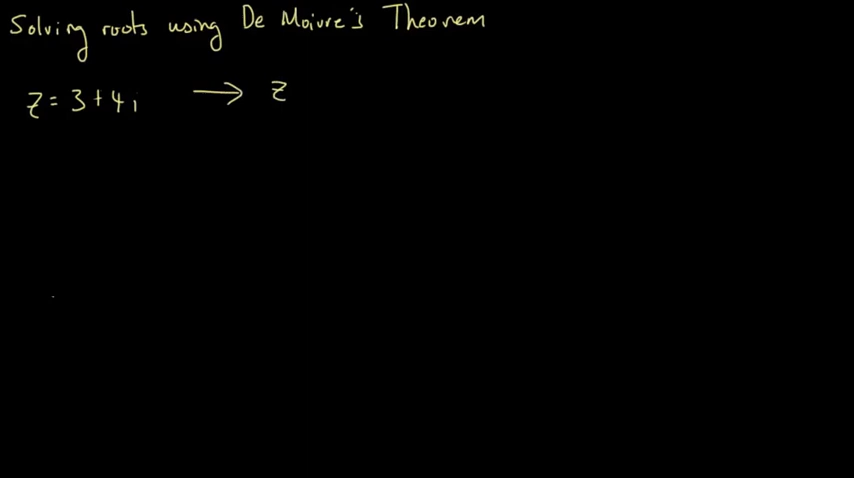 Solving roots using De Moivre's Theorem
z = 3 + 4i → z